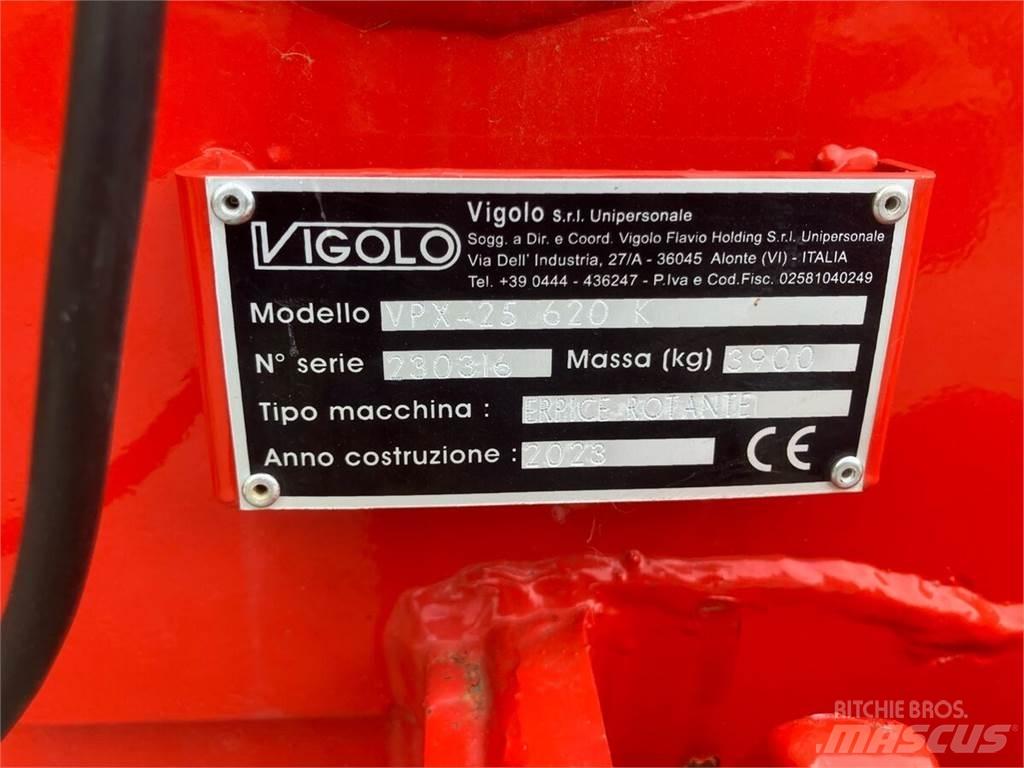 VIGOLO
Vigolo S.r.l. Unipersonale
Sogg. a Dir. e Coord. Vigolo Flavio Holding S.r.l. Unipersonale
Via Dell' Industria, 27/A - 36045 Alonte (VI) - ITALIA
Tel. +39 0444 - 436247 - P.Iva e Cod.Fisc. 02581040249
Modello VPX-25 620 K
N° serie 230316 Massa (kg) 3900
Tipo macchina : ERPICE ROTANTE
Anno costruzione : 2023 CE
RITCHIE BROS.
MASCUS